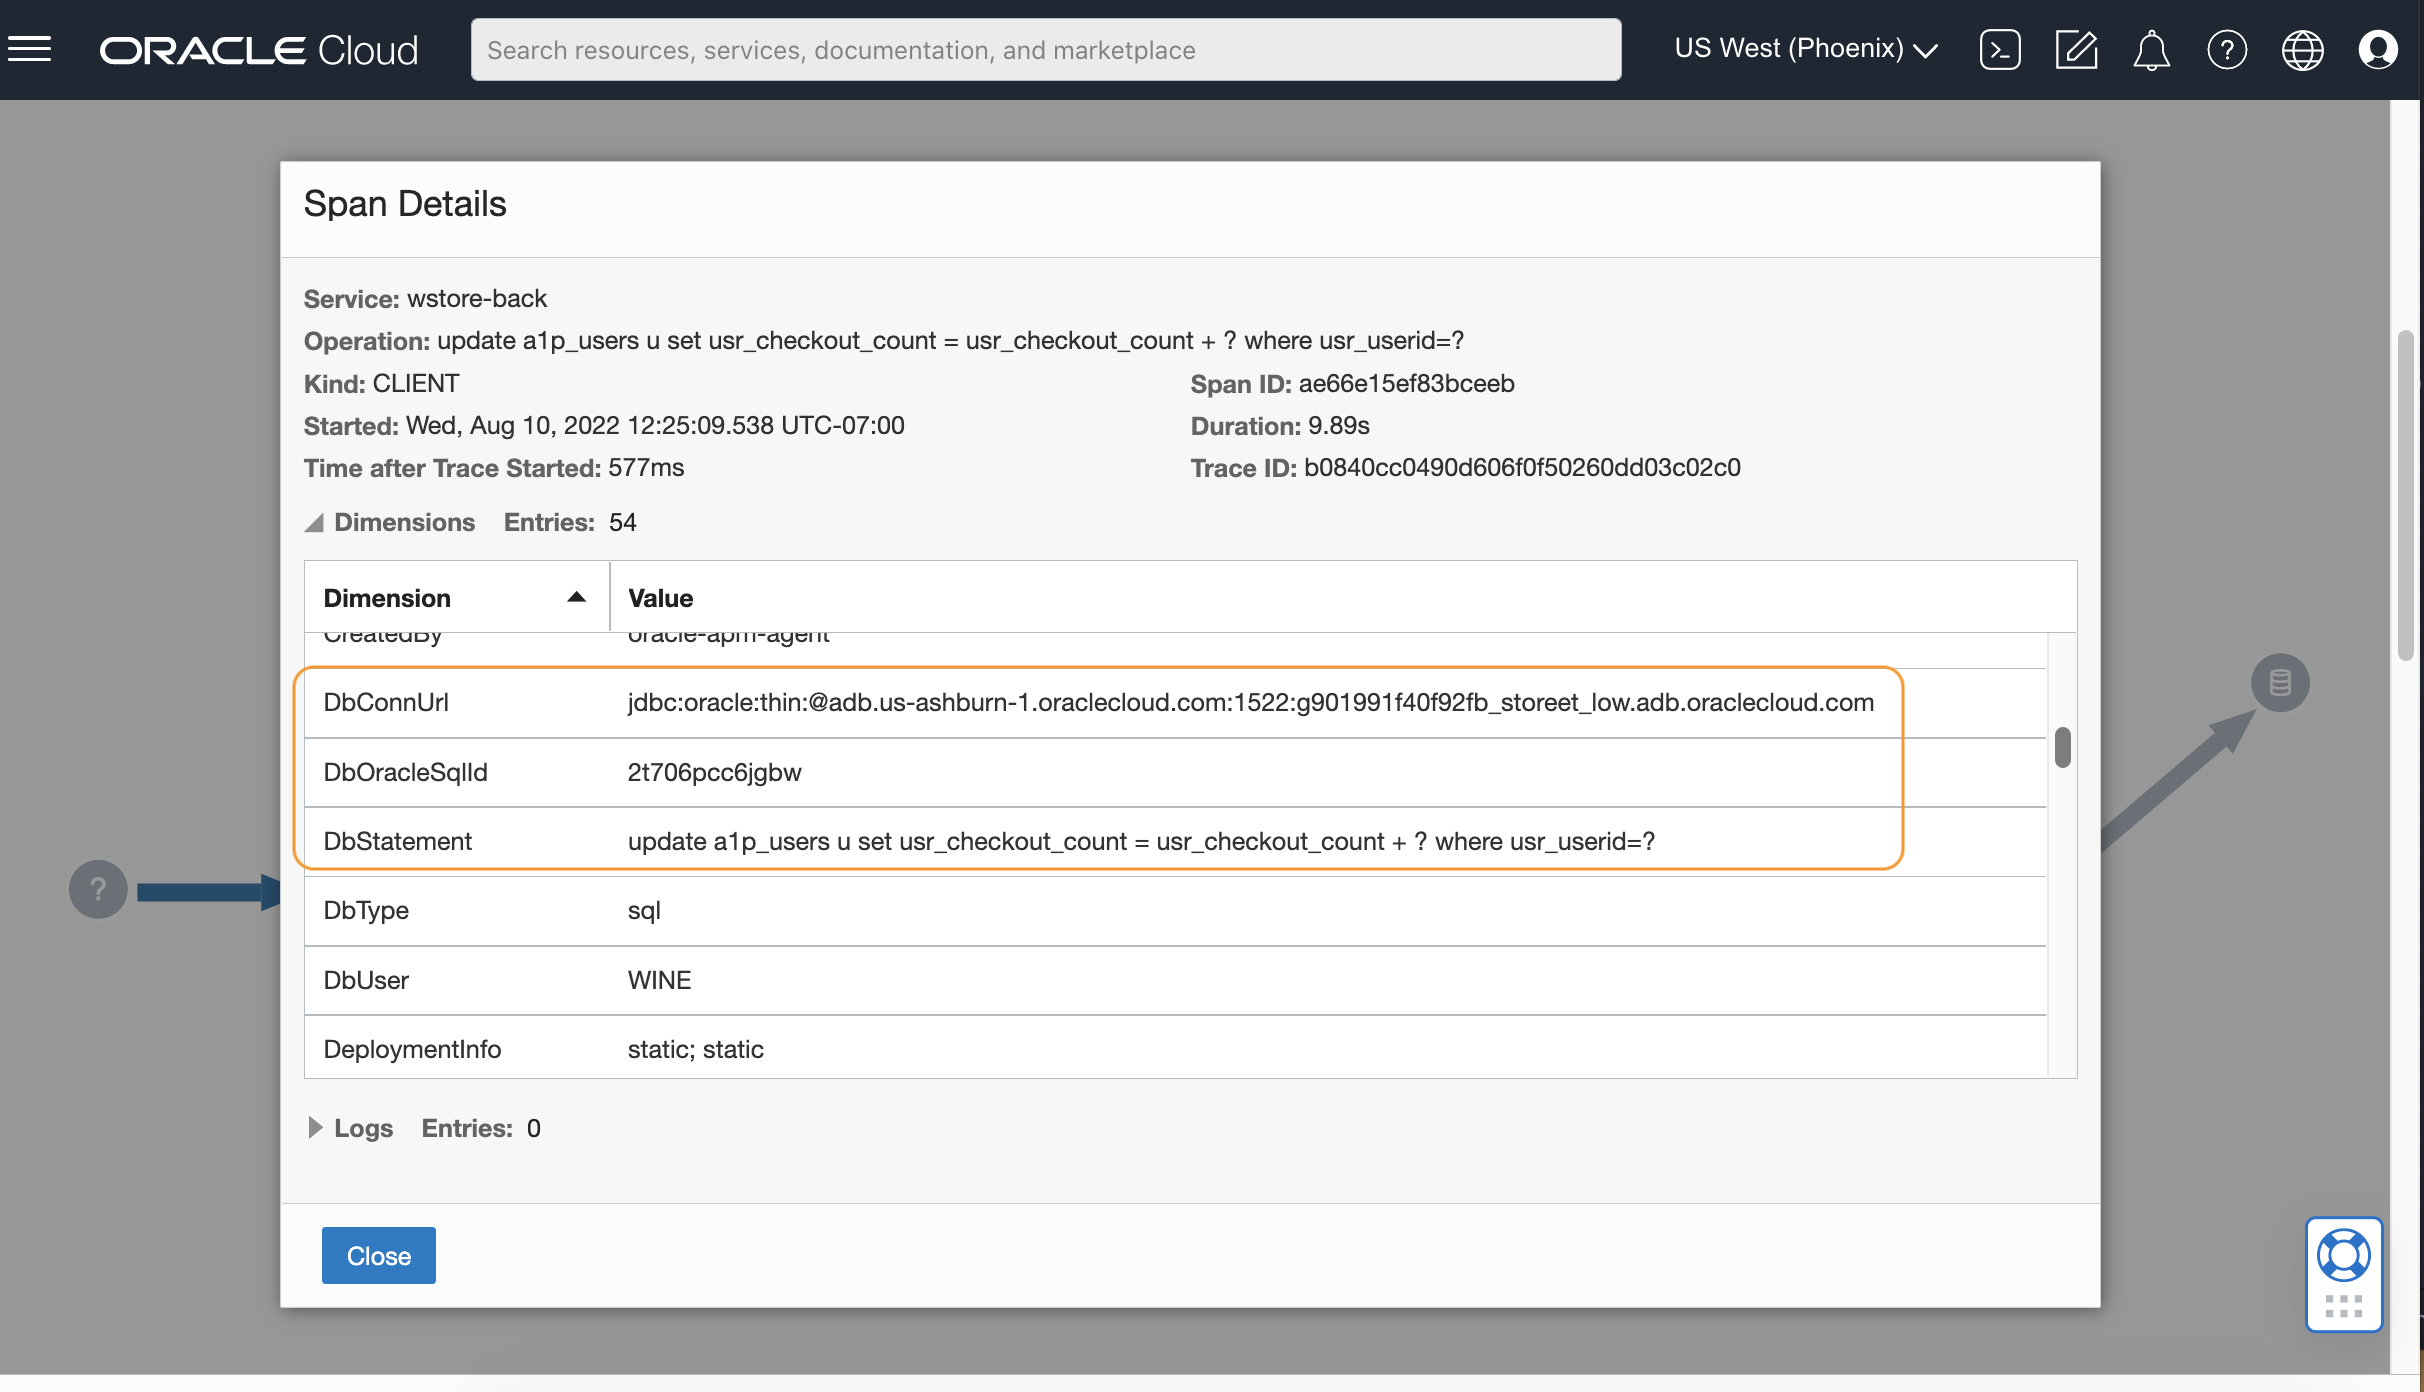 ORACLE Cloud
Search resources, services, documentation, and marketplace
US West (Phoenix)
Span Details
Service: wstore-back
Operation: update a1p_users u set usr_checkout_count = usr_checkout_count + ? where usr_userid=?
Kind: CLIENT
Span ID: ae66e15ef83bceeb
Started: Wed, Aug 10, 2022 12:25:09.538 UTC-07:00
Duration: 9.89s
Time after Trace Started: 577ms
Trace ID: b0840cc0490d606f0f50260dd03c02c0
Dimensions Entries: 54
Dimension Value
CreatedBy oracle-apm-agent
DbConnUrl jdbc:oracle:thin:@adb.us-ashburn-1.oraclecloud.com:1522:g901991f40f92fb_storeet_low.adb.oraclecloud.com
DbOracleSqlId 2t706pcc6jgbw
DbStatement update a1p_users u set usr_checkout_count = usr_checkout_count + ? where usr_userid=?
?
DbType sql
DbUser WINE
DeploymentInfo static; static
Logs Entries: 0
Close